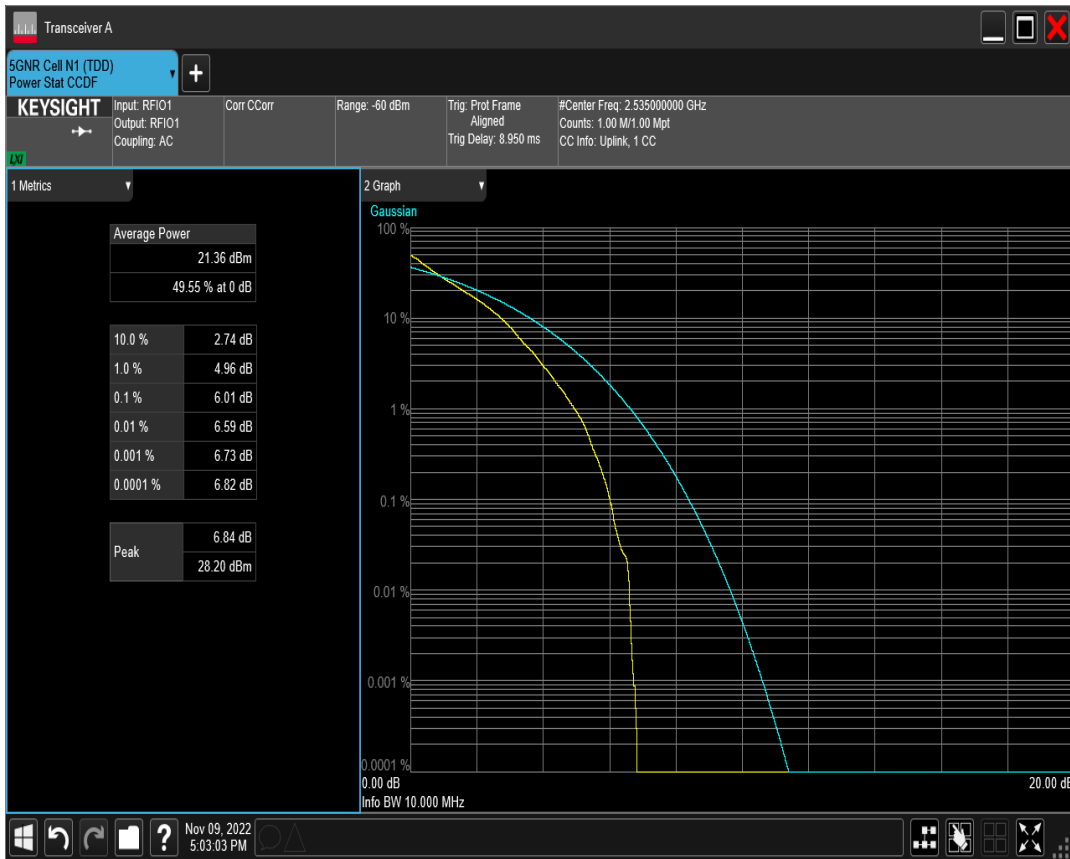 Transceiver A
5GNR Cell N1 (TDD)
Power Stat CCDF
+
KEYSIGHT
LXI
Input: RFIO1
Output: RFIO1
Coupling: AC
Corr CCorr
Range: -60 dBm
Trig: Prot Frame
Aligned
Trig Delay: 8.950 ms
#Center Freq: 2.535000000 GHz
Counts: 1.00 M/1.00 Mpt
CC Info: Uplink, 1 CC
1 Metrics
Average Power
21.36 dBm
49.55 % at 0 dB
10.0 % 2.74 dB
1.0 % 4.96 dB
0.1 % 6.01 dB
0.01 % 6.59 dB
0.001 % 6.73 dB
0.0001 % 6.82 dB
Peak 6.84 dB
28.20 dBm
2 Graph
Gaussian
100 %
10 %
1 %
0.1 %
0.01 %
0.001 %
0.0001 %
0.00 dB 20.00 dB
Info BW 10.000 MHz
?
Nov 09, 2022
5:03:03 PM